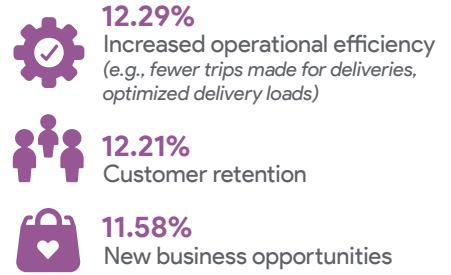 12.29%
Increased operational efficiency
(e.g., fewer trips made for deliveries,
optimized delivery loads)
12.21%
Customer retention
11.58%
New business opportunities